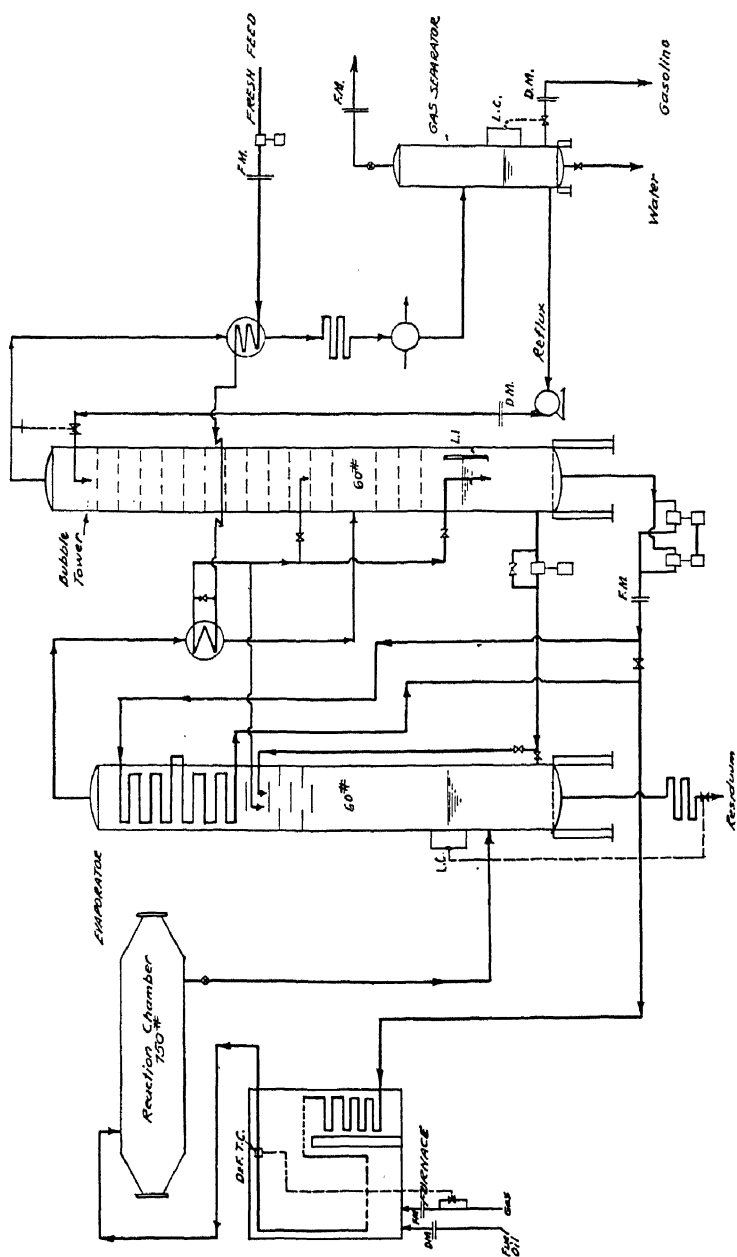 FRESH FEED
F.M.
GAS SEPARATOR
F.M.
L.C.
D.M.
Gasoline
Water
Reflux
D.M.
Bubble
Tower
60#
L.I
F.M
EVAPORATOR
60#
L.C.
Residuum
Reaction Chamber
750#
FURNACE
FM
D.M
GAS
Fuel
Oil